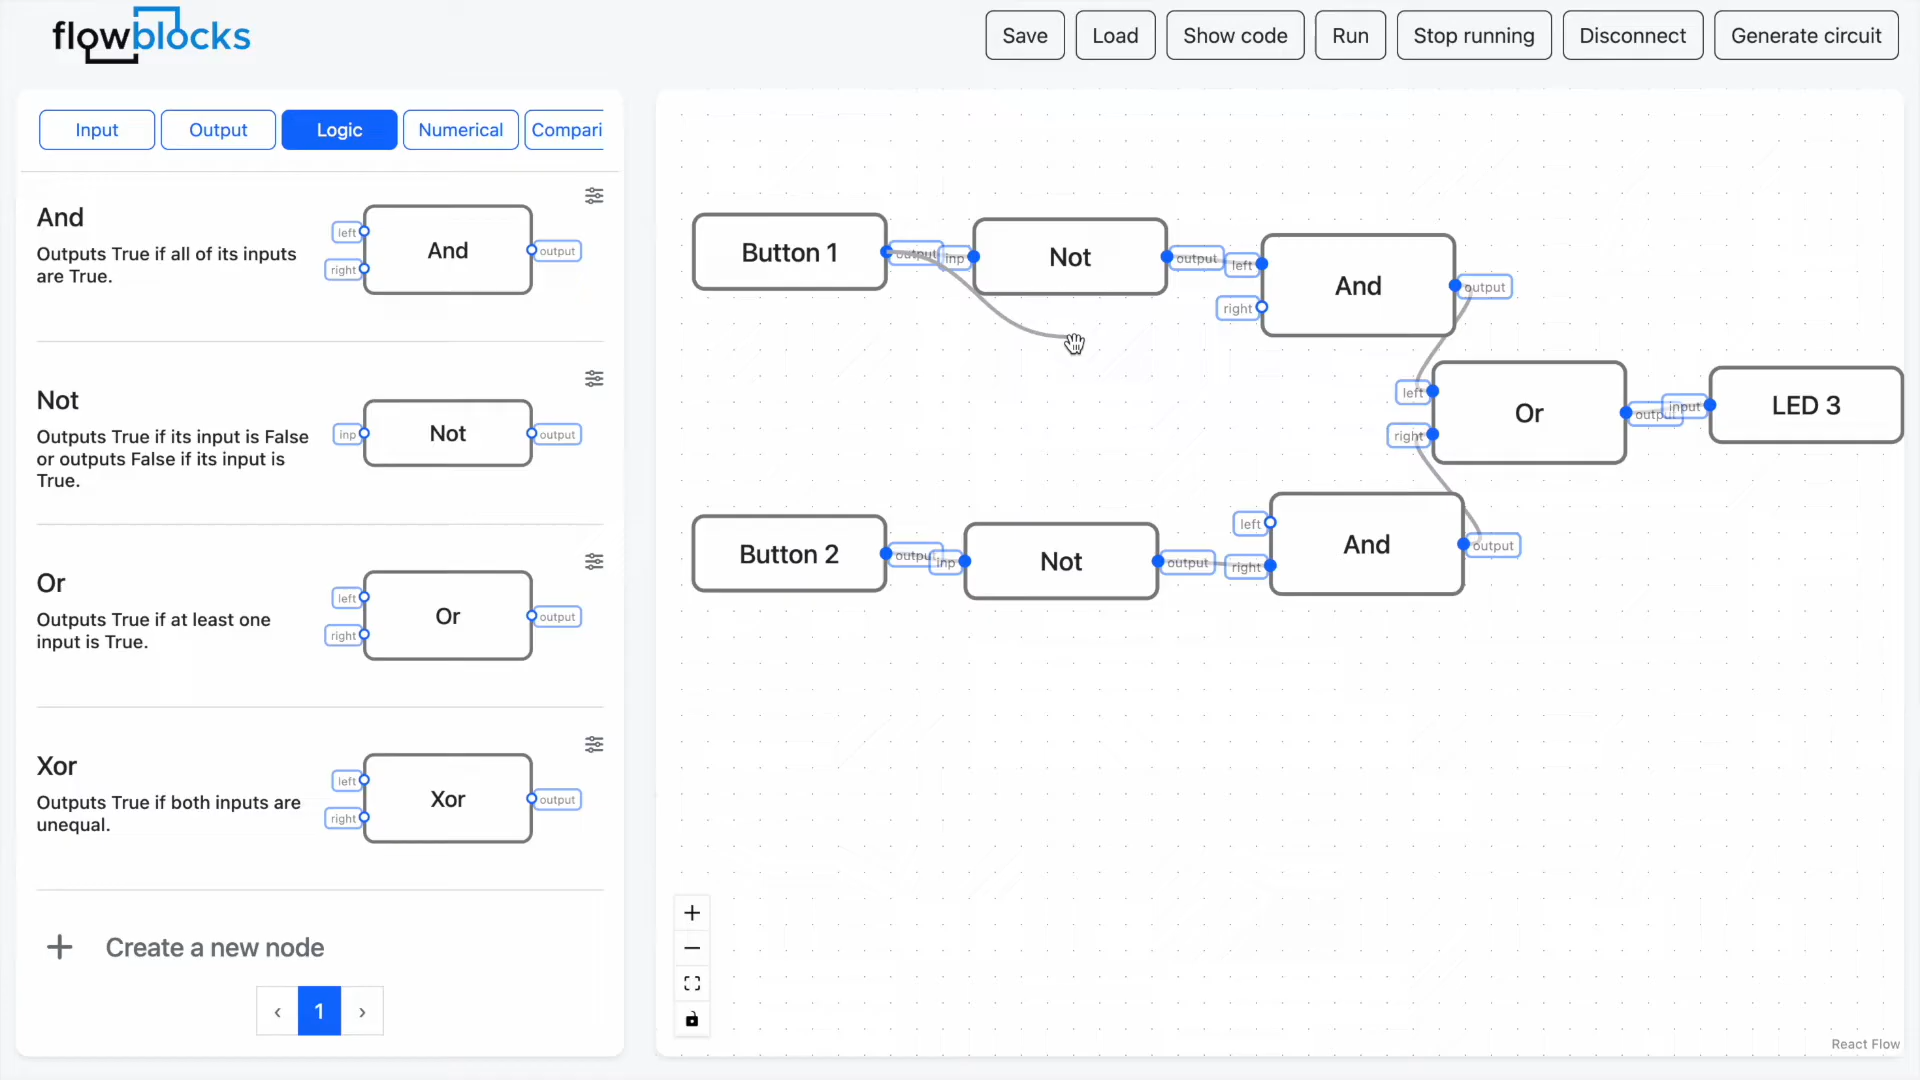 flowblocks
Save
Load
Show code
Run
Stop running
Disconnect
Generate circuit
Input
Output
Logic
Numerical
Compari
And
Outputs True if all of its inputs
are True.
left
right
And
output
Not
Outputs True if its input is False
or outputs False if its input is
True.
inp
Not
output
Or
Outputs True if at least one
input is True.
left
right
Or
output
Xor
Outputs True if both inputs are
unequal.
left
right
Xor
output
Create a new node
‹
1
›
Button 1
output
inp
Not
output
left
right
And
output
left
right
Or
outpu
input
LED 3
Button 2
output
inp
Not
output
left
right
And
output
React Flow